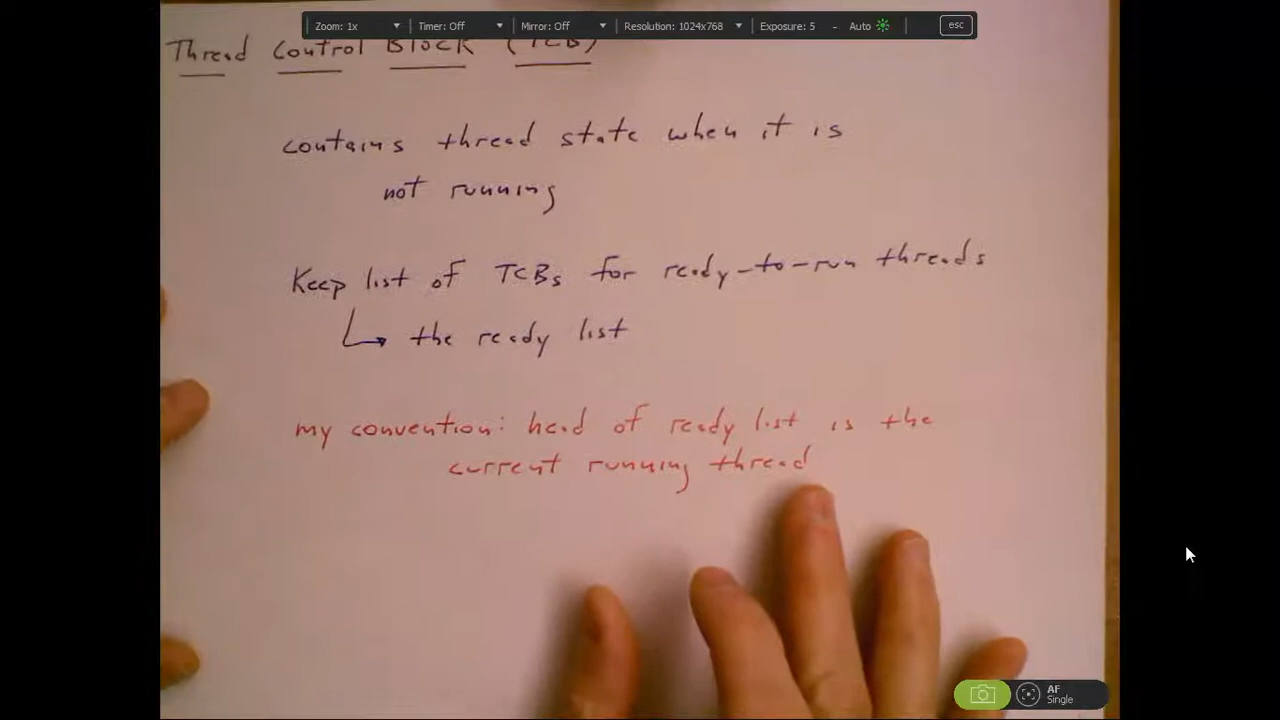 Zoom: 1x Timer: Off Mirror: Off Resolution: 1024x768 Exposure: 5 - Auto esc
Thread Control Block (TCB)
contains thread state when it is
not running
Keep list of TCBs for ready-to-run threads
↳ the ready list
my convention: head of ready list is the
current running thread
AF
Single